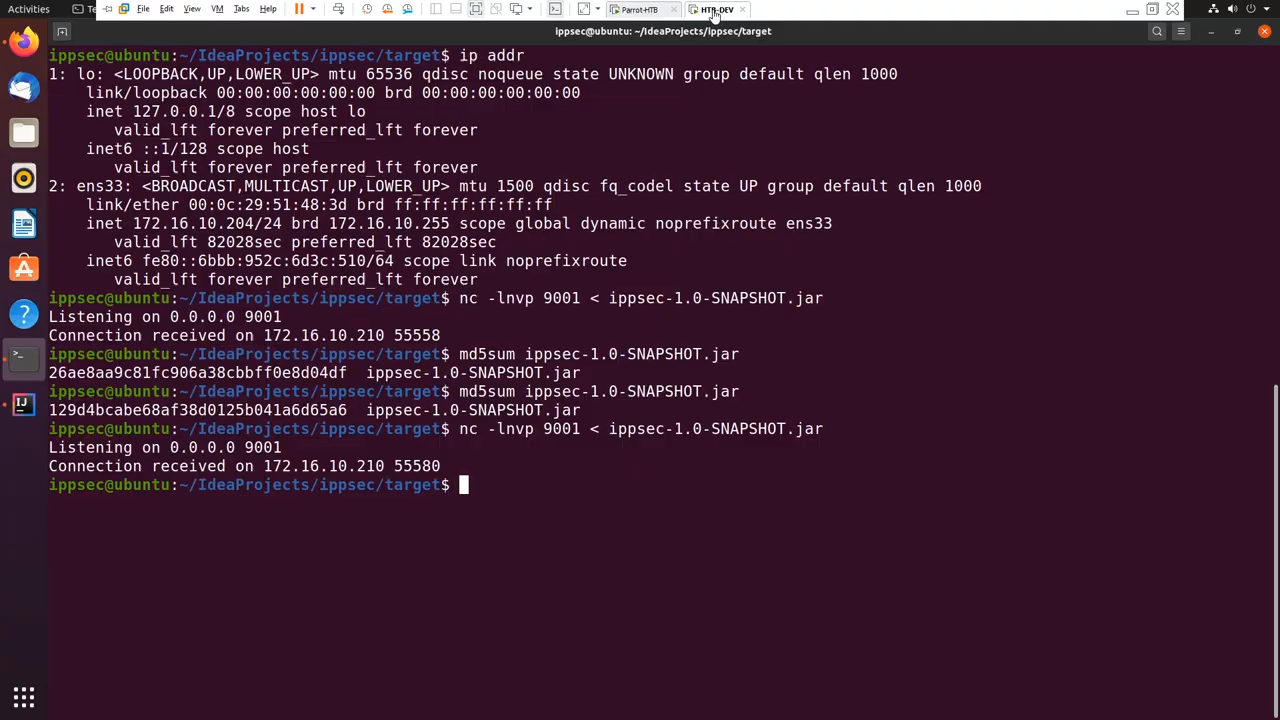 Activities
Te
File
Edit
View
VM
Tabs
Help
Parrot-HTB
HTB-DEV
ippsec@ubuntu: ~/IdeaProjects/ippsec/target
ippsec@ubuntu:~/IdeaProjects/ippsec/target$ ip addr
1: lo: <LOOPBACK,UP,LOWER_UP> mtu 65536 qdisc noqueue state UNKNOWN group default qlen 1000
link/loopback 00:00:00:00:00:00 brd 00:00:00:00:00:00
inet 127.0.0.1/8 scope host lo
valid_lft forever preferred_lft forever
inet6 ::1/128 scope host
valid_lft forever preferred_lft forever
2: ens33: <BROADCAST,MULTICAST,UP,LOWER_UP> mtu 1500 qdisc fq_codel state UP group default qlen 1000
link/ether 00:0c:29:51:48:3d brd ff:ff:ff:ff:ff:ff
inet 172.16.10.204/24 brd 172.16.10.255 scope global dynamic noprefixroute ens33
valid_lft 82028sec preferred_lft 82028sec
inet6 fe80::6bbb:952c:6d3c:510/64 scope link noprefixroute
valid_lft forever preferred_lft forever
ippsec@ubuntu:~/IdeaProjects/ippsec/target$ nc -lnvp 9001 < ippsec-1.0-SNAPSHOT.jar
Listening on 0.0.0.0 9001
Connection received on 172.16.10.210 55558
ippsec@ubuntu:~/IdeaProjects/ippsec/target$ md5sum ippsec-1.0-SNAPSHOT.jar
26ae8aa9c81fc906a38cbbff0e8d04df  ippsec-1.0-SNAPSHOT.jar
ippsec@ubuntu:~/IdeaProjects/ippsec/target$ md5sum ippsec-1.0-SNAPSHOT.jar
129d4bcabe68af38d0125b041a6d65a6  ippsec-1.0-SNAPSHOT.jar
ippsec@ubuntu:~/IdeaProjects/ippsec/target$ nc -lnvp 9001 < ippsec-1.0-SNAPSHOT.jar
Listening on 0.0.0.0 9001
Connection received on 172.16.10.210 55580
ippsec@ubuntu:~/IdeaProjects/ippsec/target$